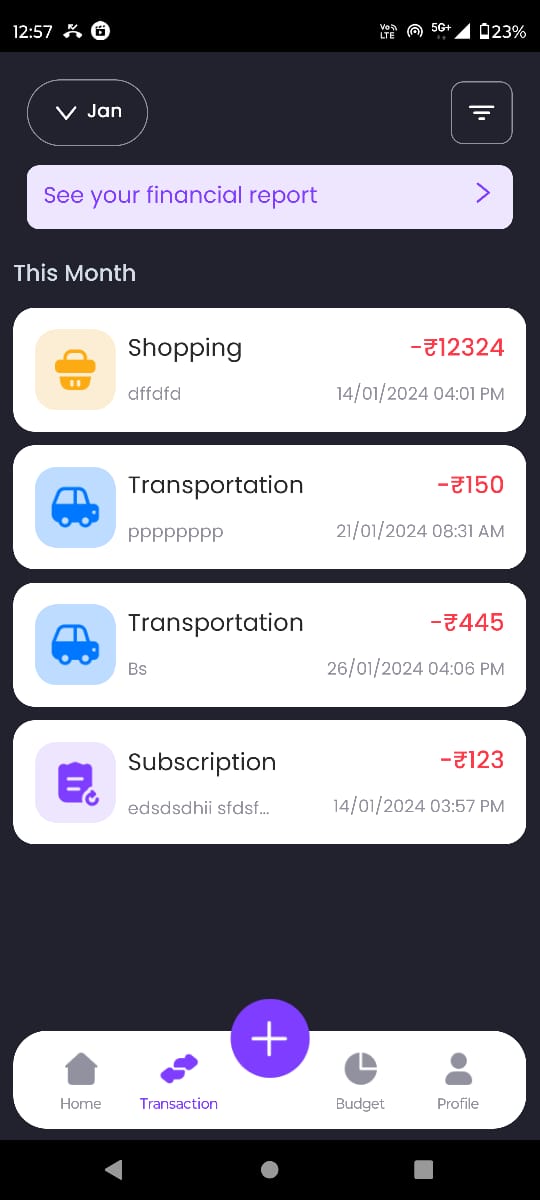 12:57 Vo LTE 5G+ 23%
Jan
See your financial report
This Month
Shopping -₹12324
dffdfd 14/01/2024 04:01 PM
Transportation -₹150
pppppppp 21/01/2024 08:31 AM
Transportation -₹445
Bs 26/01/2024 04:06 PM
Subscription -₹123
edsdsdhii sfdsf... 14/01/2024 03:57 PM
Home Transaction Budget Profile